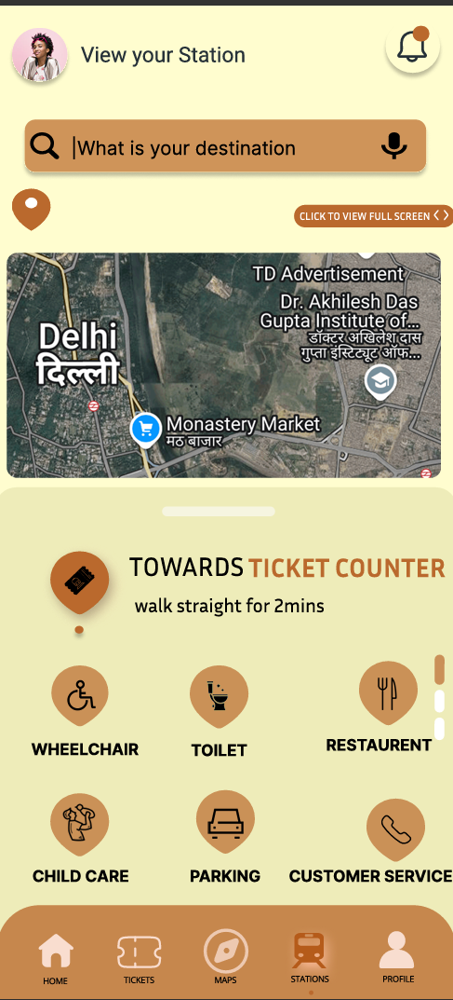 View your Station
What is your destination
CLICK TO VIEW FULL SCREEN < >
TD Advertisement
Dr. Akhilesh Das
Gupta Institute of...
डॉक्टर अखिलेश दास
गुप्ता इंस्टिट्यूट ऑफ...
Delhi
दिल्ली
Monastery Market
मठ बाजार
TOWARDS TICKET COUNTER
walk straight for 2mins
WHEELCHAIR
TOILET
RESTAURENT
CHILD CARE
PARKING
CUSTOMER SERVICE
HOME
TICKETS
MAPS
STATIONS
PROFILE